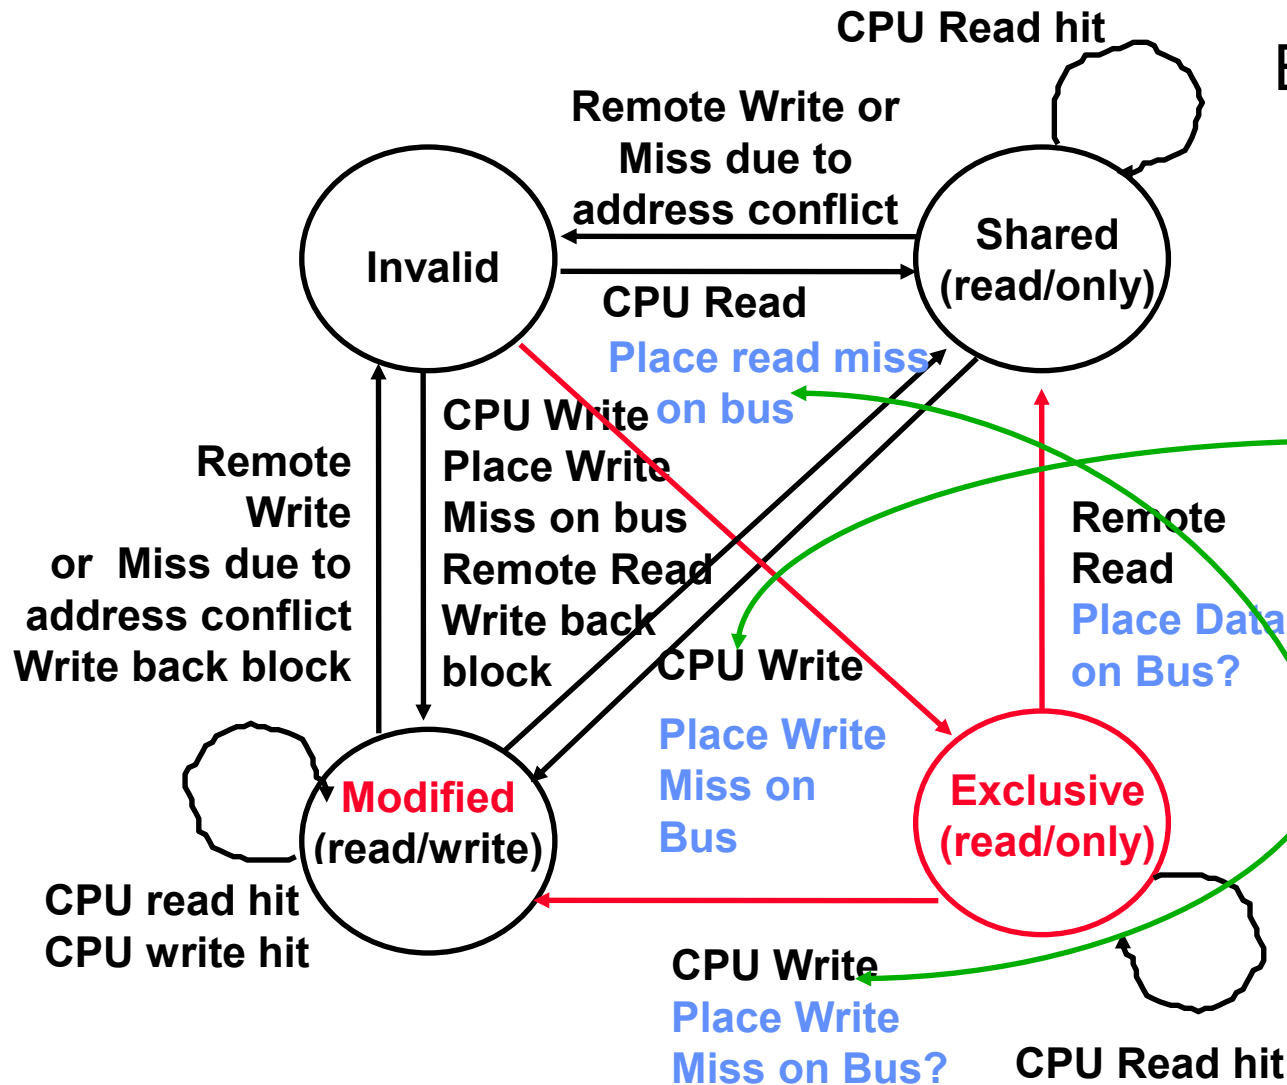 CPU Read hit
E
Remote Write or
Miss due to
address conflict
Invalid
Shared
(read/only)
CPU Read
Place read miss
on bus
CPU Write
Place Write
Miss on bus
Remote Read
Write back
block
Remote
Write
or Miss due to
address conflict
Write back block
Remote
Read
Place Data
on Bus?
CPU Write
Place Write
Miss on
Bus
Modified
(read/write)
Exclusive
(read/only)
CPU read hit
CPU write hit
CPU Write
Place Write
Miss on Bus?
CPU Read hit